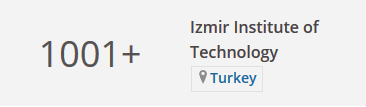 1001+
Izmir Institute of
Technology
Turkey